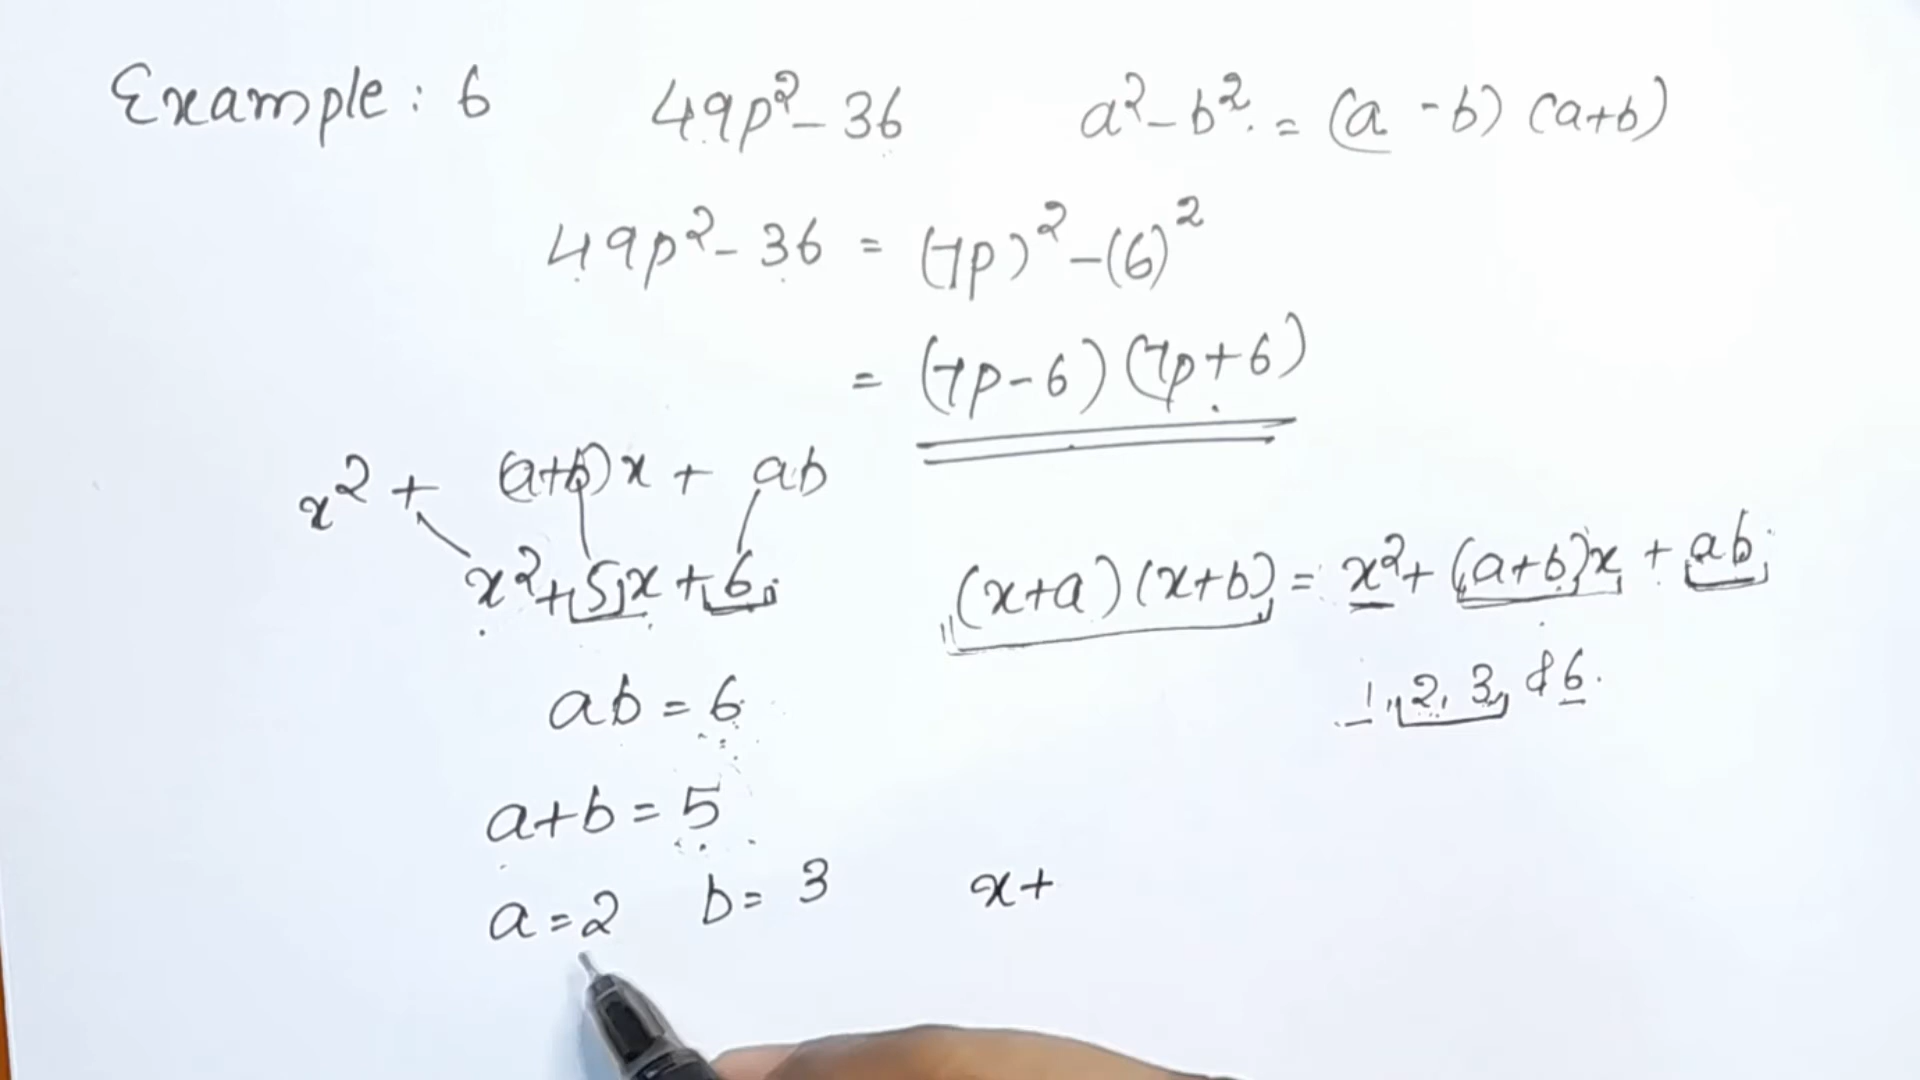 Example : 6 49p² - 36 a² - b² = (a - b) (a+b)
49p² - 36 = (7p)² - (6)²
= (7p - 6) (7p + 6)
x² + (a+b)x + ab
x² + 5x + 6 (x+a) (x+b) = x² + (a+b)x + ab
ab = 6 1, 2, 3, & 6.
a+b = 5
a = 2 b = 3 x+